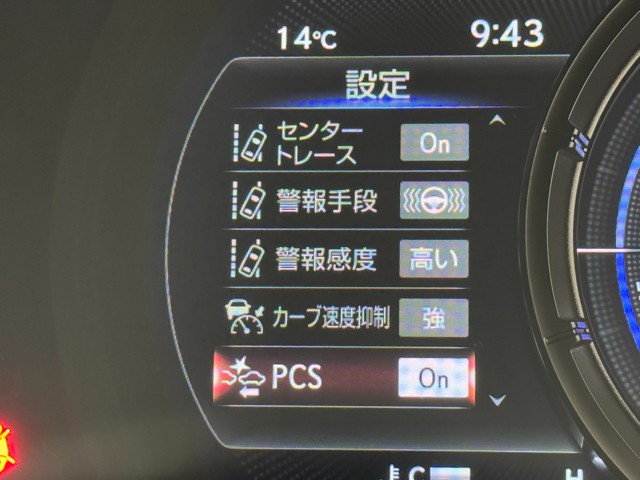 14℃ 9:43
設定
センター
トレース On
警報手段
警報感度 高い
カーブ速度抑制 強
PCS On
C H